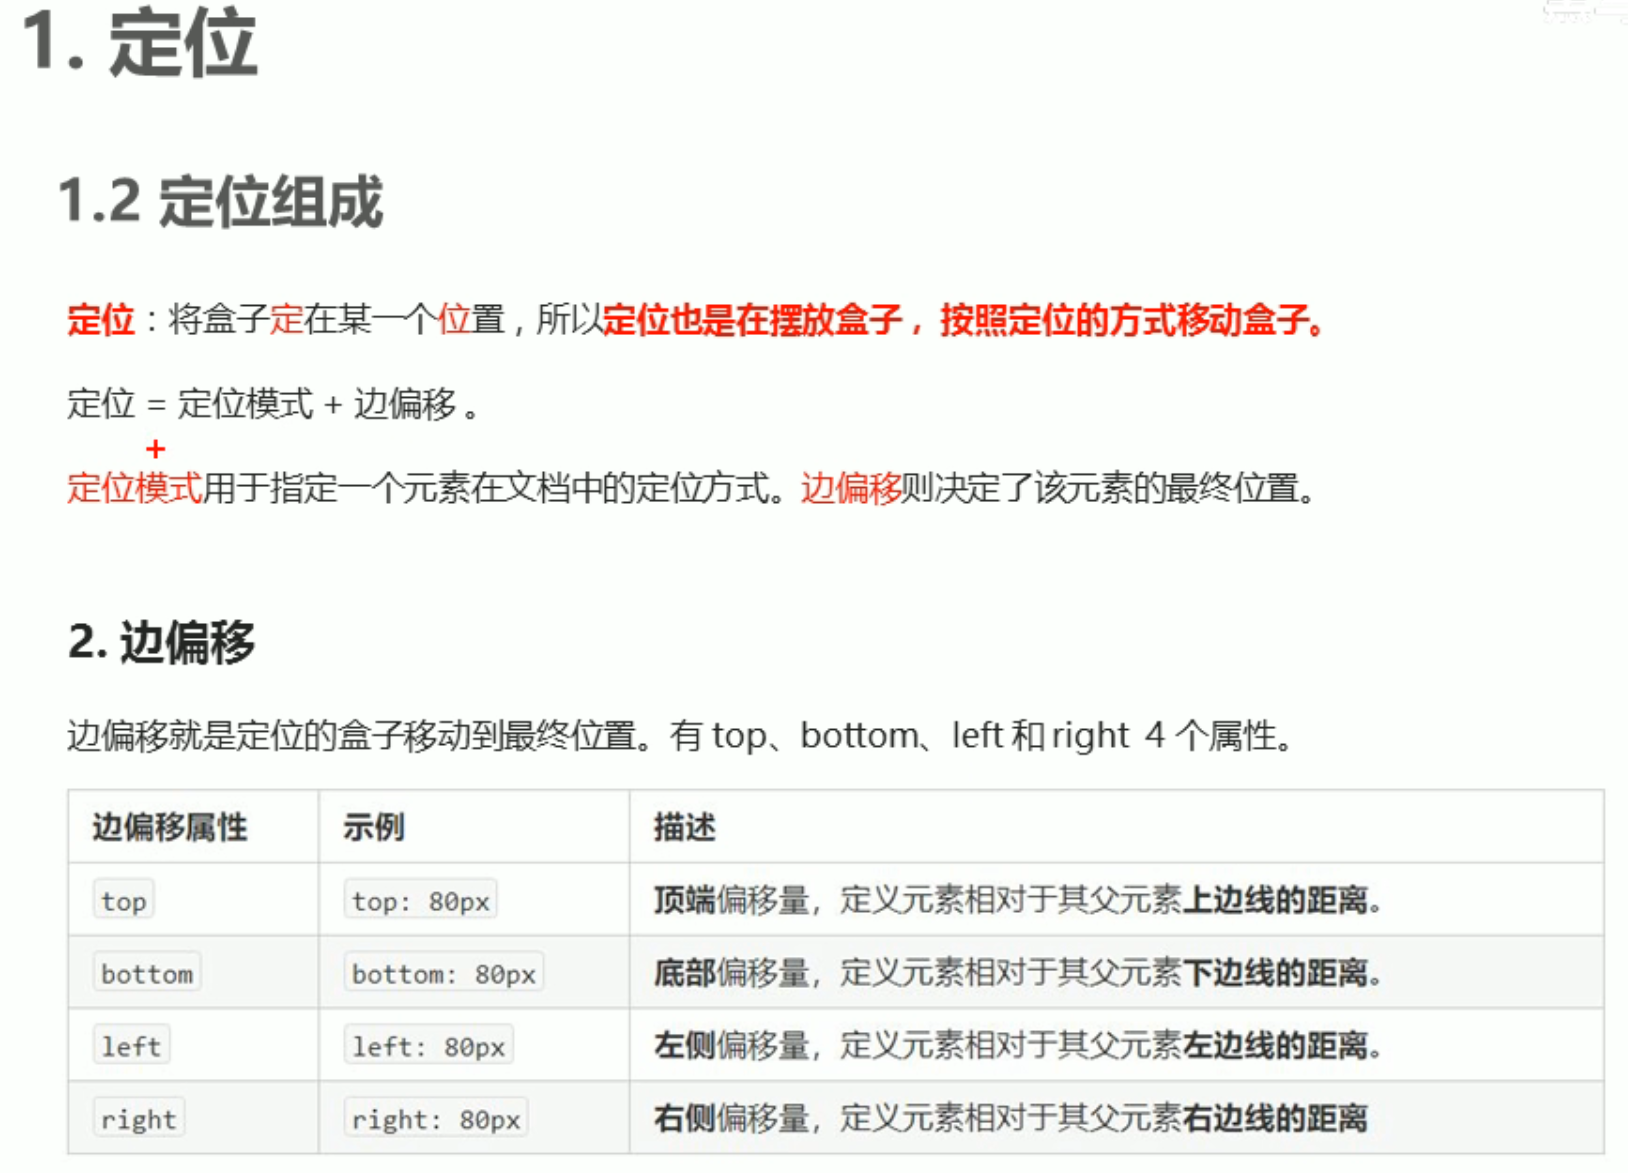 1. 定位
1.2 定位组成
定位：将盒子定在某一个位置，所以定位也是在摆放盒子，按照定位的方式移动盒子。
定位 = 定位模式 + 边偏移 。
+
定位模式用于指定一个元素在文档中的定位方式。边偏移则决定了该元素的最终位置。
2. 边偏移
边偏移就是定位的盒子移动到最终位置。有 top、bottom、left 和 right 4 个属性。
边偏移属性 示例 描述
top top: 80px 顶端偏移量，定义元素相对于其父元素上边线的距离。
bottom bottom: 80px 底部偏移量，定义元素相对于其父元素下边线的距离。
left left: 80px 左侧偏移量，定义元素相对于其父元素左边线的距离。
right right: 80px 右侧偏移量，定义元素相对于其父元素右边线的距离